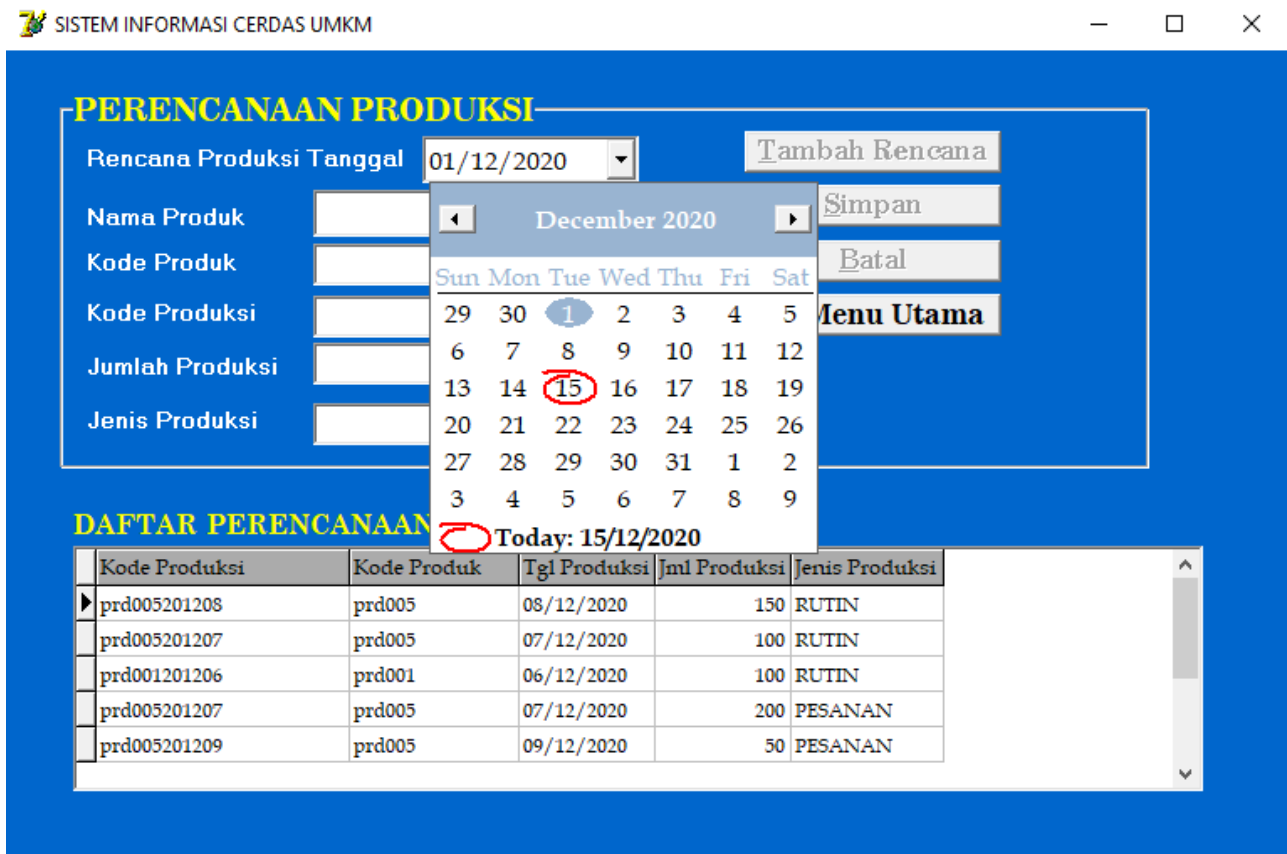 SISTEM INFORMASI CERDAS UMKM
PERENCANAAN PRODUKSI
Rencana Produksi Tanggal 01/12/2020 Tambah Rencana
Nama Produk Simpan
Kode Produk Batal
Kode Produksi Menu Utama
Jumlah Produksi
Jenis Produksi
December 2020
Sun Mon Tue Wed Thu Fri Sat
29 30 1 2 3 4 5
6 7 8 9 10 11 12
13 14 15 16 17 18 19
20 21 22 23 24 25 26
27 28 29 30 31 1 2
3 4 5 6 7 8 9
Today: 15/12/2020
DAFTAR PERENCANAAN
Kode Produksi Kode Produk Tgl Produksi Jml Produksi Jenis Produksi
prd005201208 prd005 08/12/2020 150 RUTIN
prd005201207 prd005 07/12/2020 100 RUTIN
prd001201206 prd001 06/12/2020 100 RUTIN
prd005201207 prd005 07/12/2020 200 PESANAN
prd005201209 prd005 09/12/2020 50 PESANAN